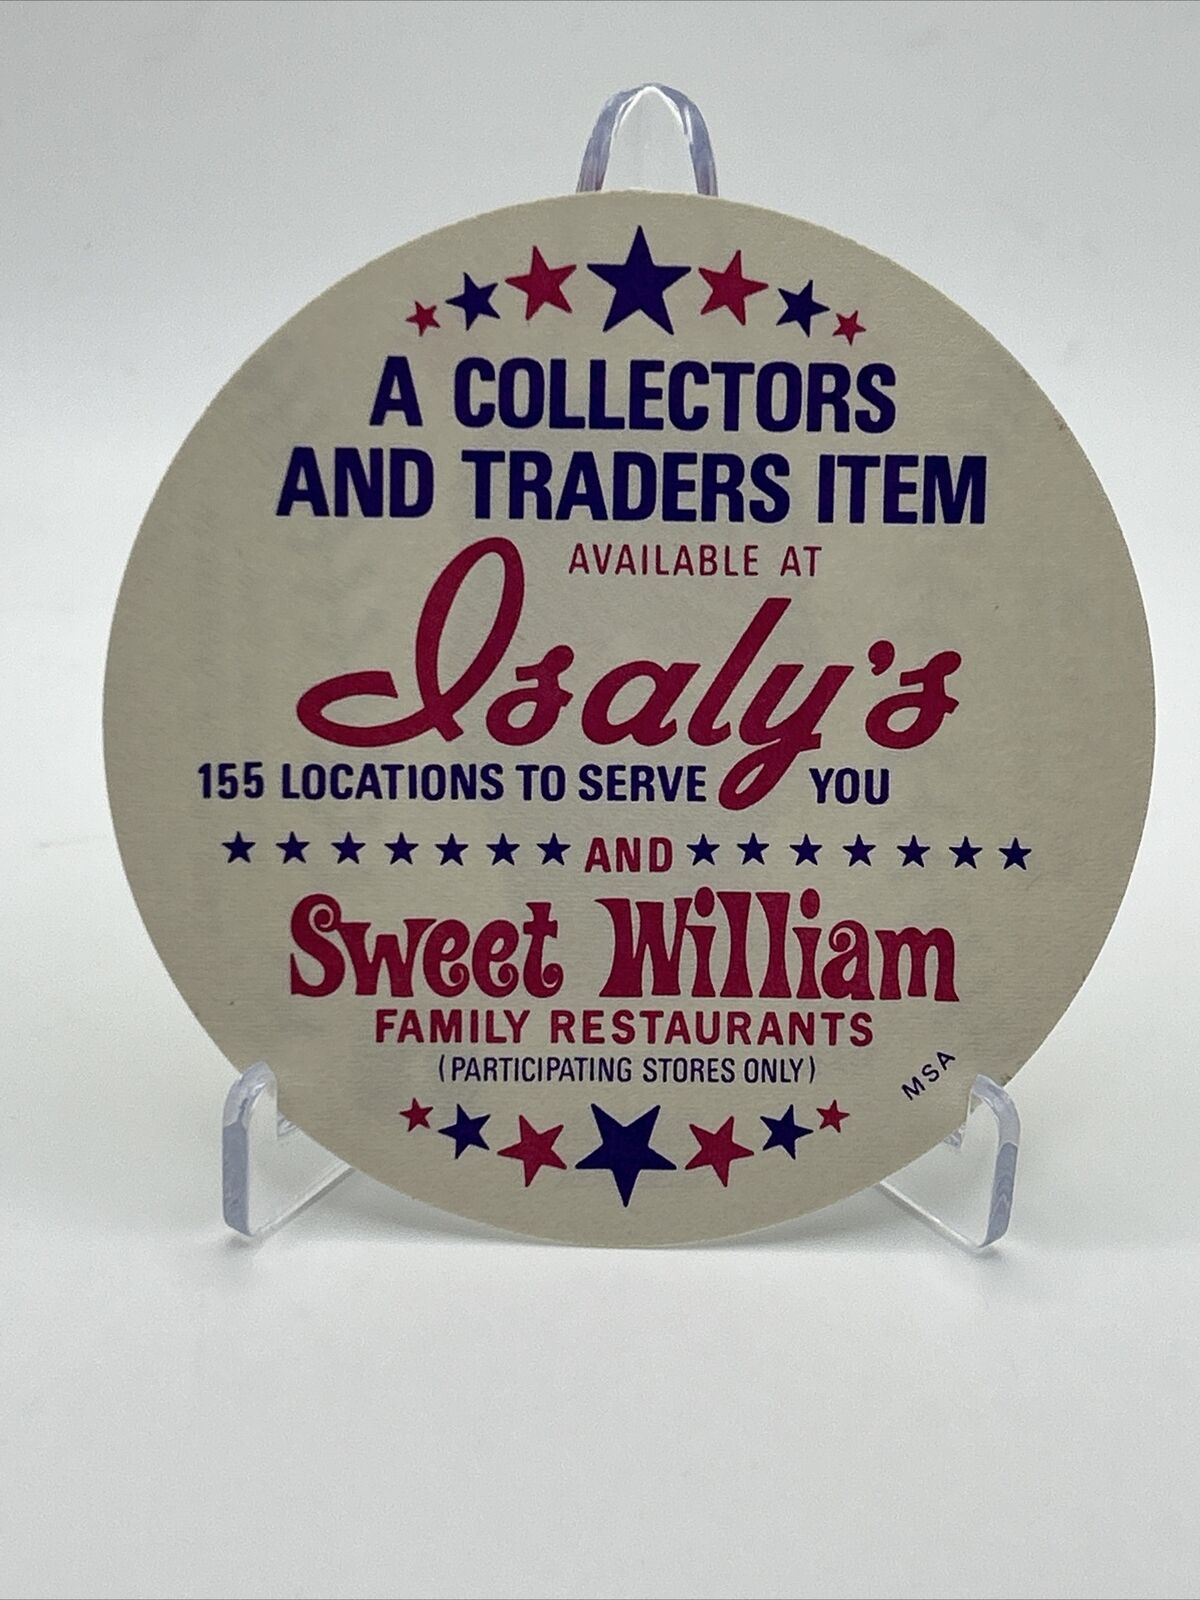 A COLLECTORS
AND TRADERS ITEM
AVAILABLE AT
Isaly's
155 LOCATIONS TO SERVE YOU
AND
Sweet William
FAMILY RESTAURANTS
(PARTICIPATING STORES ONLY)
MSA